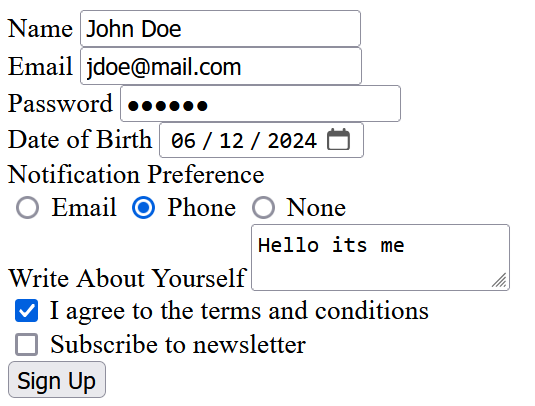 Name John Doe
Email jdoe@mail.com
Password ●●●●●●
Date of Birth 06 / 12 / 2024
Notification Preference
Email Phone None
Write About Yourself Hello its me
I agree to the terms and conditions
Subscribe to newsletter
Sign Up